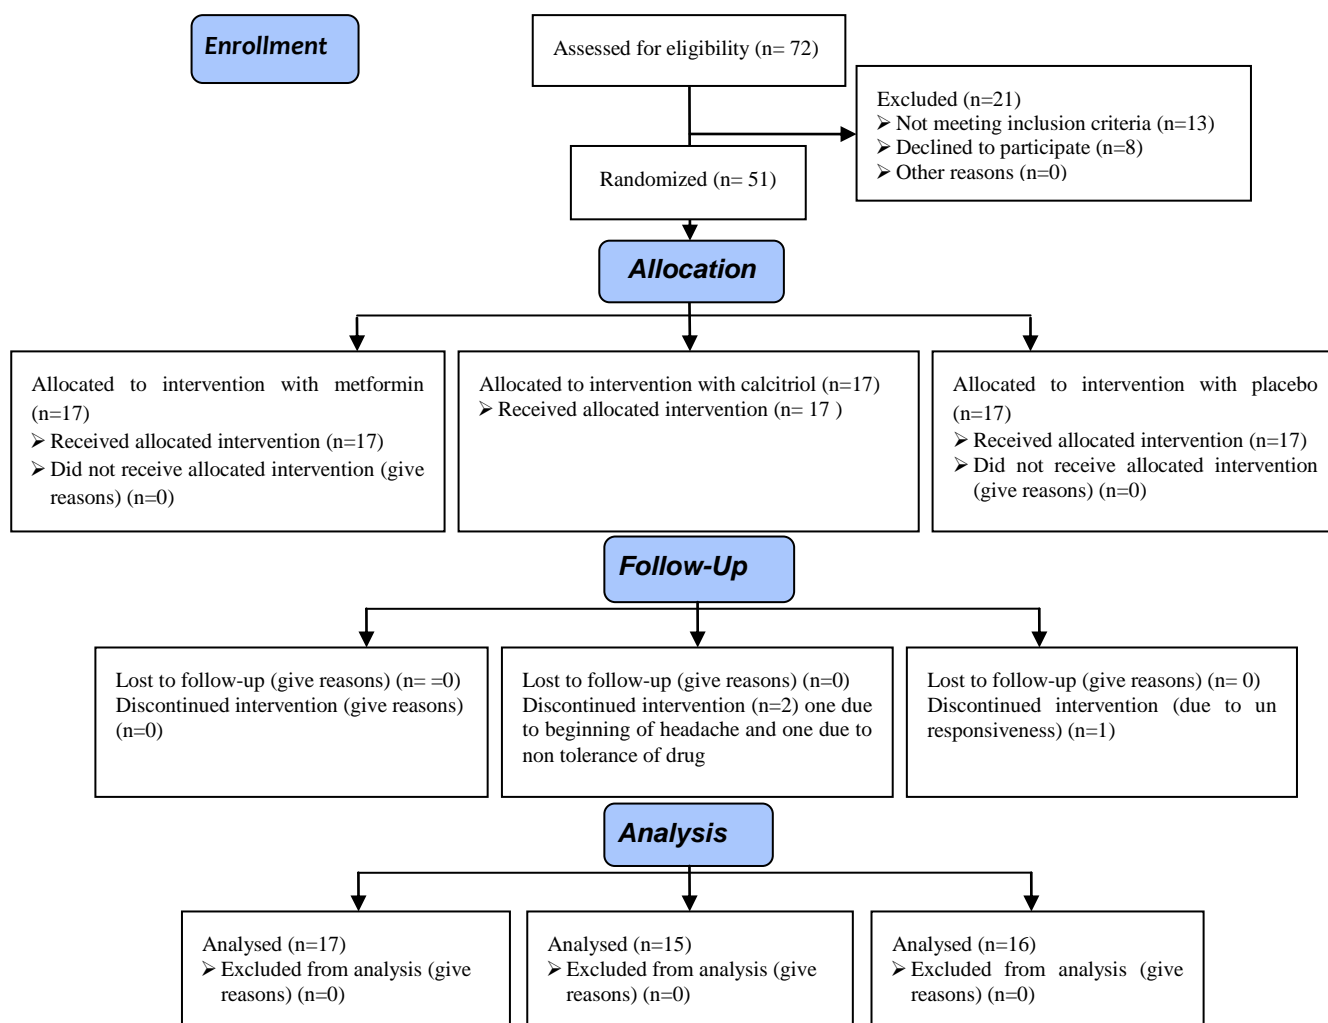 Enrollment
Assessed for eligibility (n= 72)
Excluded (n=21)
➢ Not meeting inclusion criteria (n=13)
➢ Declined to participate (n=8)
➢ Other reasons (n=0)
Randomized (n= 51)
Allocation
Allocated to intervention with metformin
(n=17)
➢ Received allocated intervention (n=17)
➢ Did not receive allocated intervention (give
reasons) (n=0)
Allocated to intervention with calcitriol (n=17)
➢ Received allocated intervention (n= 17 )
Allocated to intervention with placebo
(n=17)
➢ Received allocated intervention (n=17)
➢ Did not receive allocated intervention
(give reasons) (n=0)
Follow-Up
Lost to follow-up (give reasons) (n= =0)
Discontinued intervention (give reasons)
(n=0)
Lost to follow-up (give reasons) (n=0)
Discontinued intervention (n=2) one due
to beginning of headache and one due to
non tolerance of drug
Lost to follow-up (give reasons) (n= 0)
Discontinued intervention (due to un
responsiveness) (n=1)
Analysis
Analysed (n=17)
➢ Excluded from analysis (give
reasons) (n=0)
Analysed (n=15)
➢ Excluded from analysis (give
reasons) (n=0)
Analysed (n=16)
➢ Excluded from analysis (give
reasons) (n=0)